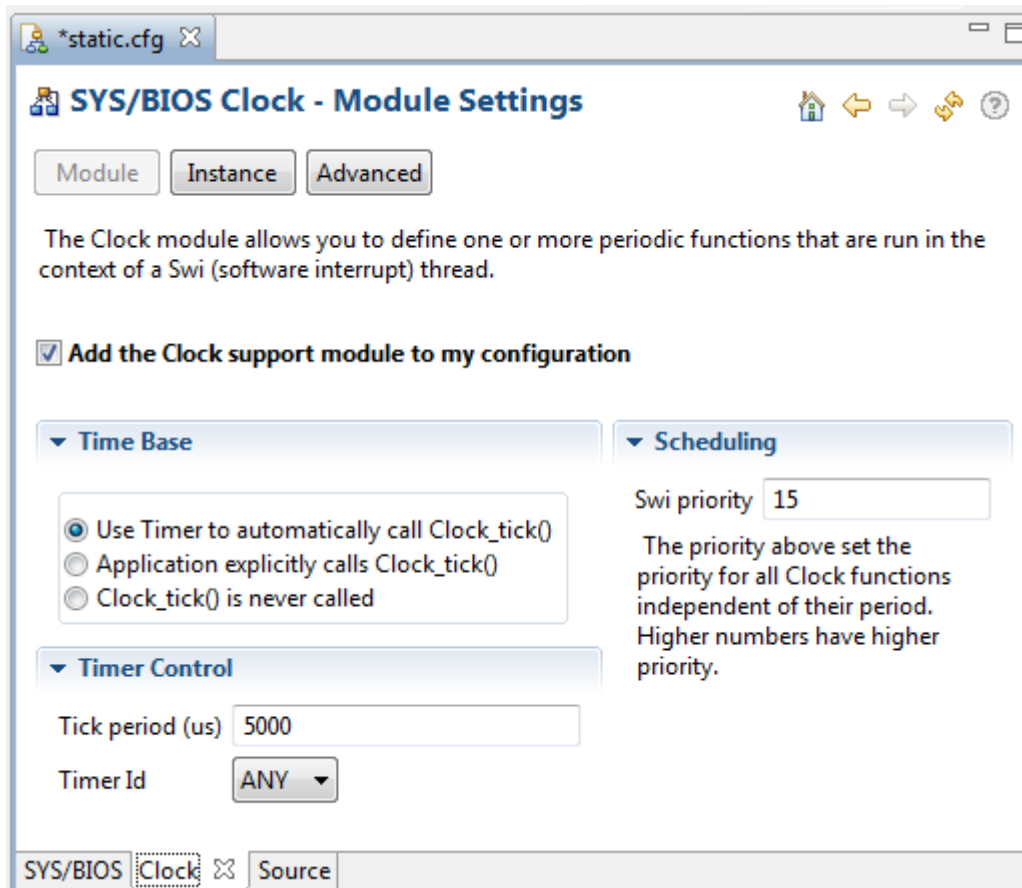 *static.cfg
SYS/BIOS Clock - Module Settings
Module Instance Advanced
The Clock module allows you to define one or more periodic functions that are run in the
context of a Swi (software interrupt) thread.
Add the Clock support module to my configuration
Time Base
Use Timer to automatically call Clock_tick()
Application explicitly calls Clock_tick()
Clock_tick() is never called
Timer Control
Tick period (us) 5000
Timer Id ANY
Scheduling
Swi priority 15
The priority above set the
priority for all Clock functions
independent of their period.
Higher numbers have higher
priority.
SYS/BIOS Clock Source